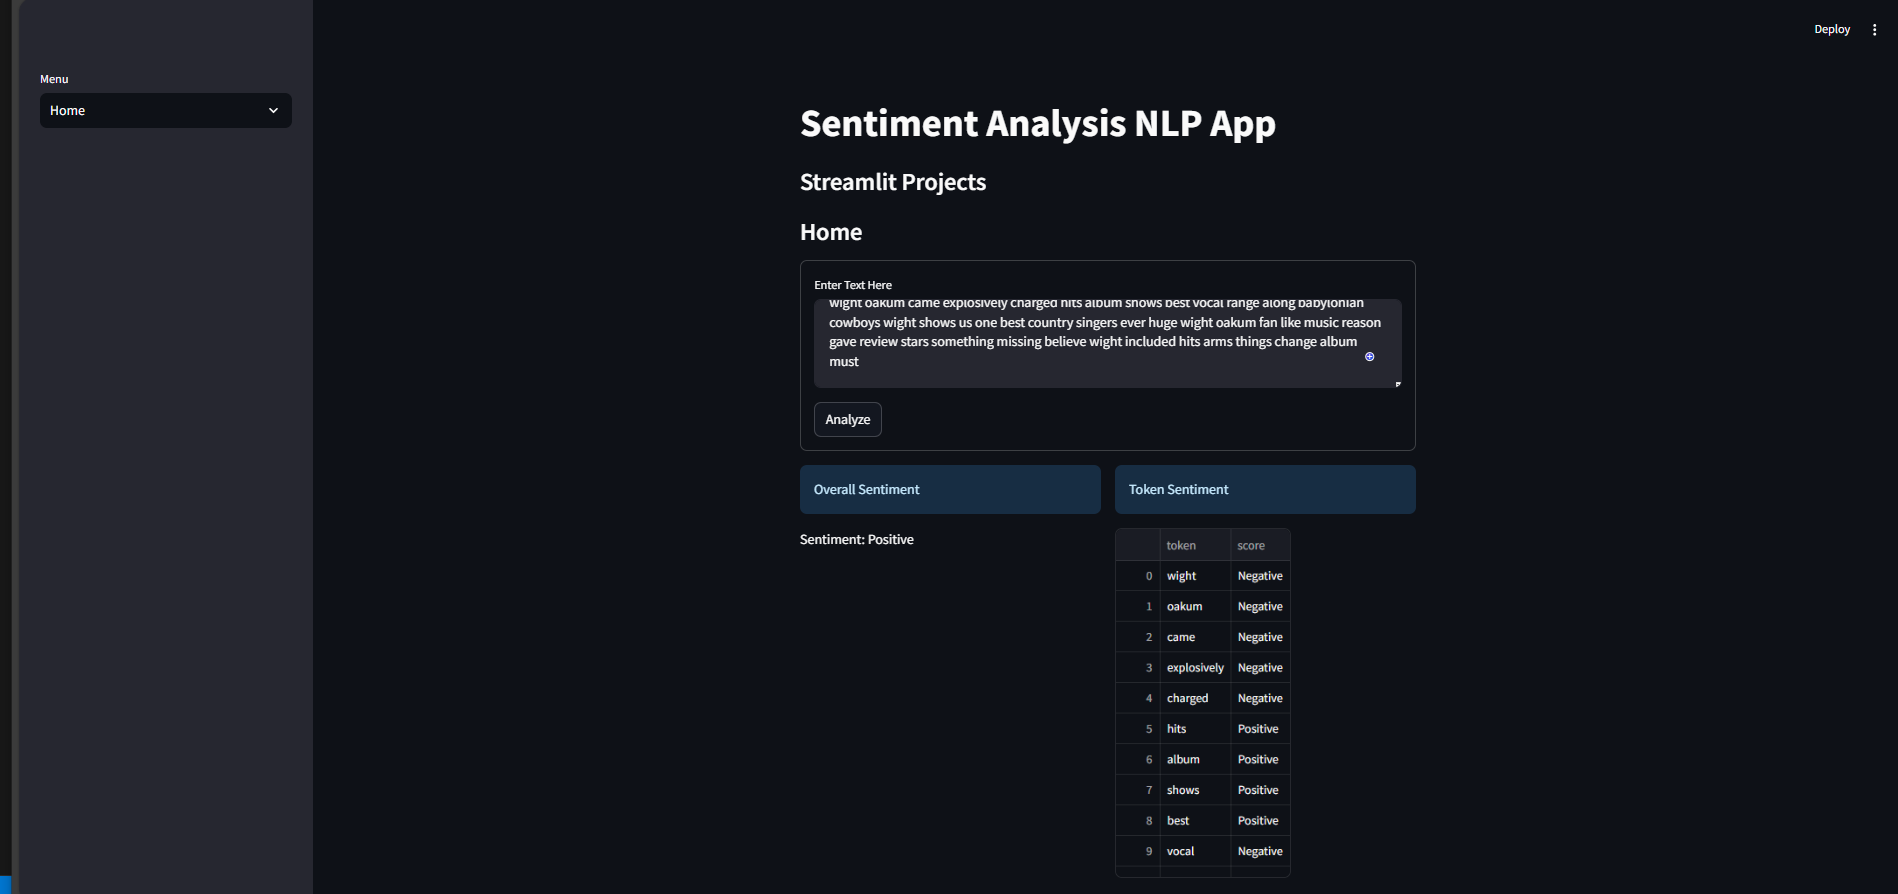 Deploy
Menu
Home
Sentiment Analysis NLP App
Streamlit Projects
Home
Enter Text Here
wight oakum came explosively charged hits album shows best vocal range along babylonian
cowboys wight shows us one best country singers ever huge wight oakum fan like music reason
gave review stars something missing believe wight included hits arms things change album
must
Analyze
Overall Sentiment
Token Sentiment
Sentiment: Positive
token score
0 wight Negative
1 oakum Negative
2 came Negative
3 explosively Negative
4 charged Negative
5 hits Positive
6 album Positive
7 shows Positive
8 best Positive
9 vocal Negative